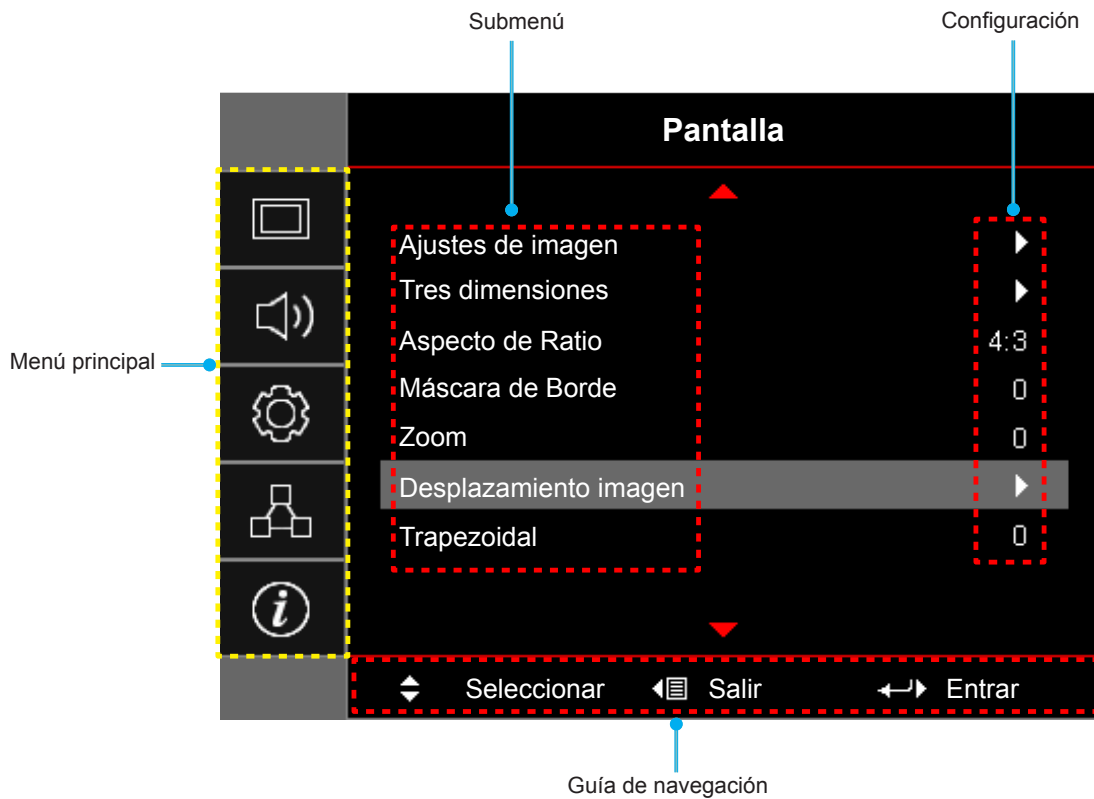 Submenú
Configuración
Pantalla
Ajustes de imagen
Tres dimensiones
Aspecto de Ratio 4:3
Máscara de Borde 0
Zoom 0
Desplazamiento imagen
Trapezoidal 0
Menú principal
Seleccionar Salir Entrar
Guía de navegación